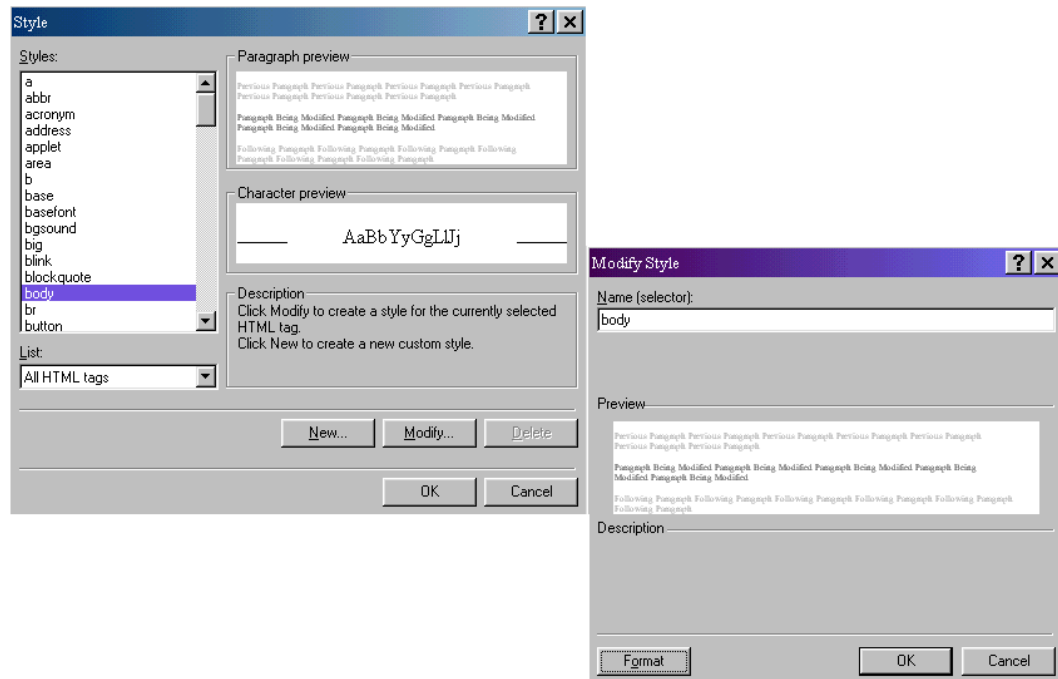 Style
Styles:
a
abbr
acronym
address
applet
area
b
base
basefont
bgsound
big
blink
blockquote
body
br
button
List:
All HTML tags
Paragraph preview
Previous Paragraph Previous Paragraph Previous Paragraph Previous Paragraph
Previous Paragraph Previous Paragraph Previous Paragraph
Paragraph Being Modified Paragraph Being Modified Paragraph Being Modified
Paragraph Being Modified Paragraph Being Modified
Following Paragraph Following Paragraph Following Paragraph Following
Paragraph Following Paragraph Following Paragraph
Character preview
AaBbYyGgLlJj
Description
Click Modify to create a style for the currently selected
HTML tag.
Click New to create a new custom style.
New...
Modify...
Delete
OK
Cancel
Modify Style
Name (selector):
body
Preview
Previous Paragraph Previous Paragraph Previous Paragraph Previous Paragraph Previous Paragraph
Previous Paragraph Previous Paragraph
Paragraph Being Modified Paragraph Being Modified Paragraph Being Modified Paragraph Being
Modified Paragraph Being Modified
Following Paragraph Following Paragraph Following Paragraph Following Paragraph Following Paragraph
Following Paragraph
Description
Format
OK
Cancel